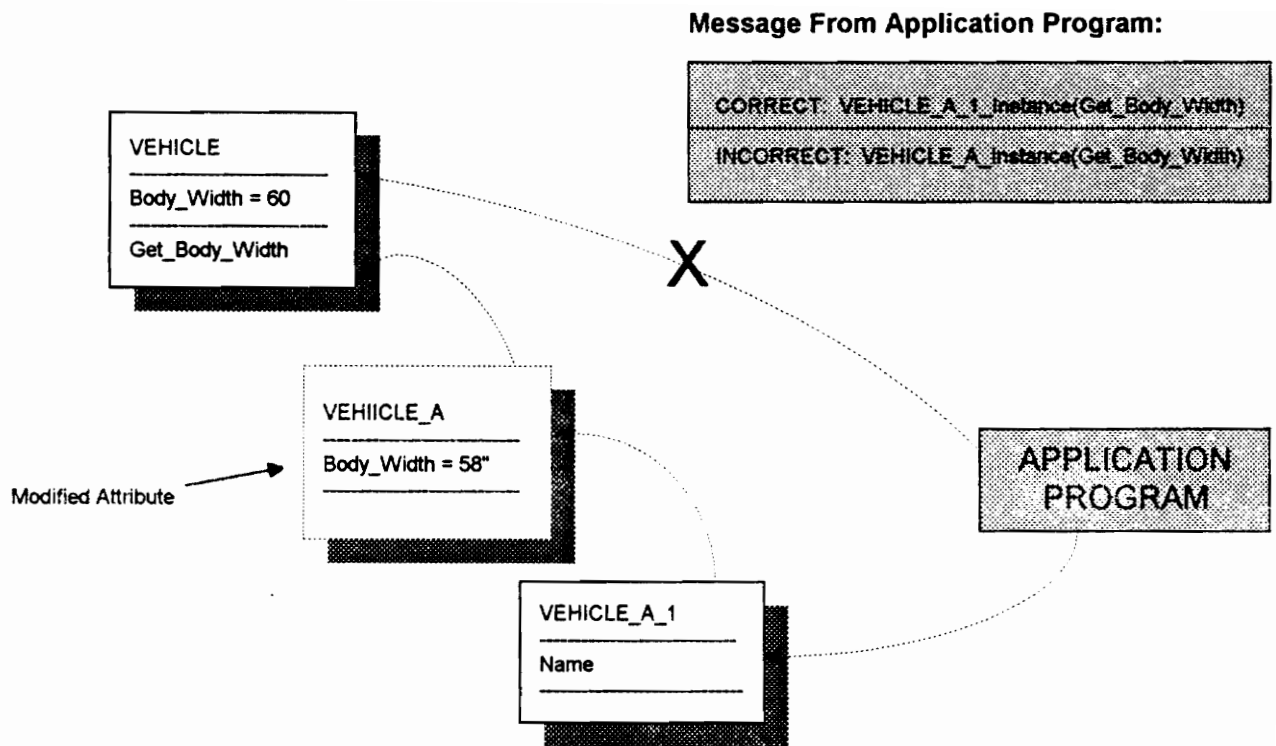 Message From Application Program:
CORRECT: VEHICLE_A_1_Instance(Get_Body_Width)
INCORRECT: VEHICLE_A_Instance(Get_Body_Width)
VEHICLE
Body_Width = 60
Get_Body_Width
X
VEHIICLE_A
Body_Width = 58"
Modified Attribute
APPLICATION
PROGRAM
VEHICLE_A_1
Name